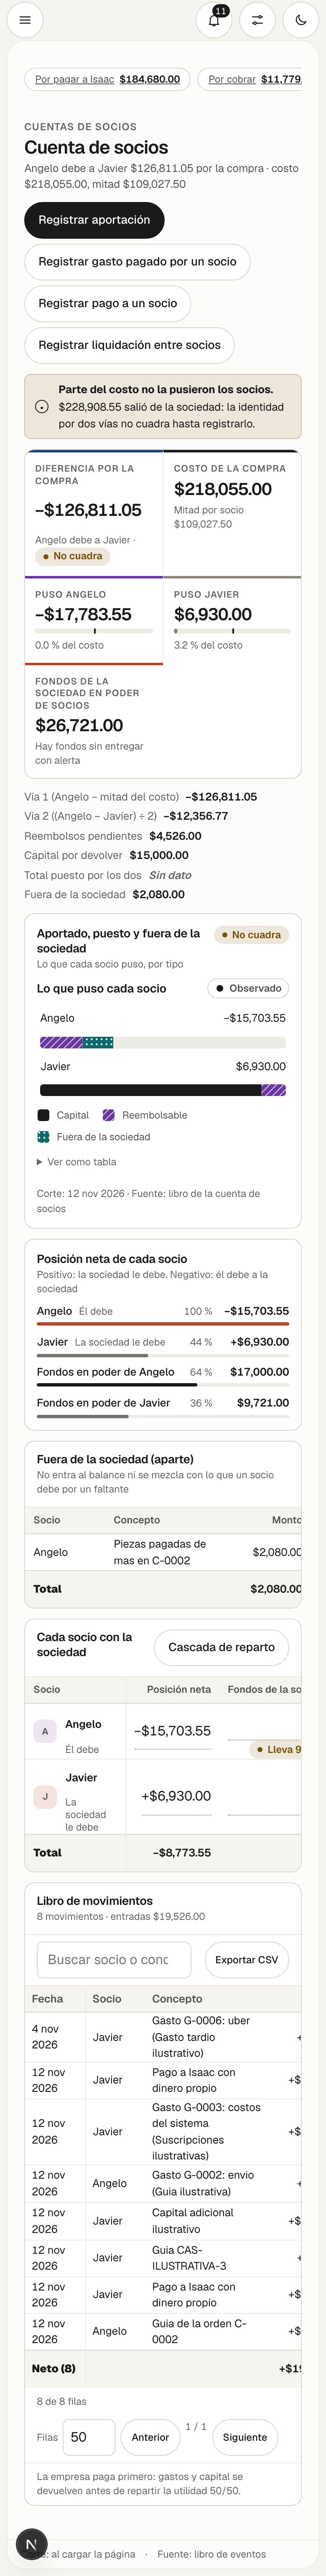 11
Por pagar a Isaac $184,680.00 Por cobrar $11,779.
CUENTAS DE SOCIOS
Cuenta de socios
Angelo debe a Javier $126,811.05 por la compra · costo
$218,055.00, mitad $109,027.50
Registrar aportación
Registrar gasto pagado por un socio
Registrar pago a un socio
Registrar liquidación entre socios
Parte del costo no la pusieron los socios.
$228,908.55 salió de la sociedad: la identidad
por dos vías no cuadra hasta registrarlo.
DIFERENCIA POR LA
COMPRA
−$126,811.05
Angelo debe a Javier ·
No cuadra
COSTO DE LA COMPRA
$218,055.00
Mitad por socio
$109,027.50
PUSO ANGELO
−$17,783.55
0.0 % del costo
PUSO JAVIER
$6,930.00
3.2 % del costo
FONDOS DE LA
SOCIEDAD EN PODER
DE SOCIOS
$26,721.00
Hay fondos sin entregar
con alerta
Vía 1 (Angelo − mitad del costo) −$126,811.05
Vía 2 ((Angelo − Javier) ÷ 2) −$12,356.77
Reembolsos pendientes $4,526.00
Capital por devolver $15,000.00
Total puesto por los dos Sin dato
Fuera de la sociedad $2,080.00
Aportado, puesto y fuera de la
sociedad
No cuadra
Lo que cada socio puso, por tipo
Lo que puso cada socio Observado
Angelo −$15,703.55
Javier $6,930.00
Capital Reembolsable
Fuera de la sociedad
Ver como tabla
Corte: 12 nov 2026 · Fuente: libro de la cuenta de
socios
Posición neta de cada socio
Positivo: la sociedad le debe. Negativo: él debe a la
sociedad
Angelo Él debe 100 % −$15,703.55
Javier La sociedad le debe 44 % +$6,930.00
Fondos en poder de Angelo 64 % $17,000.00
Fondos en poder de Javier 36 % $9,721.00
Fuera de la sociedad (aparte)
No entra al balance ni se mezcla con lo que un socio
debe por un faltante
Socio Concepto Monto
Angelo Piezas pagadas de
mas en C-0002 $2,080.00
Total $2,080.00
Cada socio con la
sociedad
Cascada de reparto
Socio Posición neta Fondos de la so
A Angelo −$15,703.55
Él debe Lleva 9
J Javier +$6,930.00
La
sociedad
le debe
Total −$8,773.55
Libro de movimientos
8 movimientos · entradas $19,526.00
Buscar socio o conc Exportar CSV
Fecha Socio Concepto
4 nov
2026 Javier Gasto G-0006: uber
(Gasto tardio
ilustrativo) +
12 nov
2026 Javier Pago a Isaac con
dinero propio +$
12 nov
2026 Javier Gasto G-0003: costos
del sistema
(Suscripciones
ilustrativas) +$
12 nov
2026 Angelo Gasto G-0002: envio
(Guia ilustrativa) +
12 nov
2026 Javier Capital adicional
ilustrativo +$
12 nov
2026 Javier Guia CAS-
ILUSTRATIVA-3 +
12 nov
2026 Javier Pago a Isaac con
dinero propio +$
12 nov
2026 Angelo Guia de la orden C-
0002 +$
Neto (8) +$19
8 de 8 filas
Filas 50 Anterior 1 / 1 Siguiente
La empresa paga primero: gastos y capital se
devuelven antes de repartir la utilidad 50/50.
N
al cargar la página · Fuente: libro de eventos